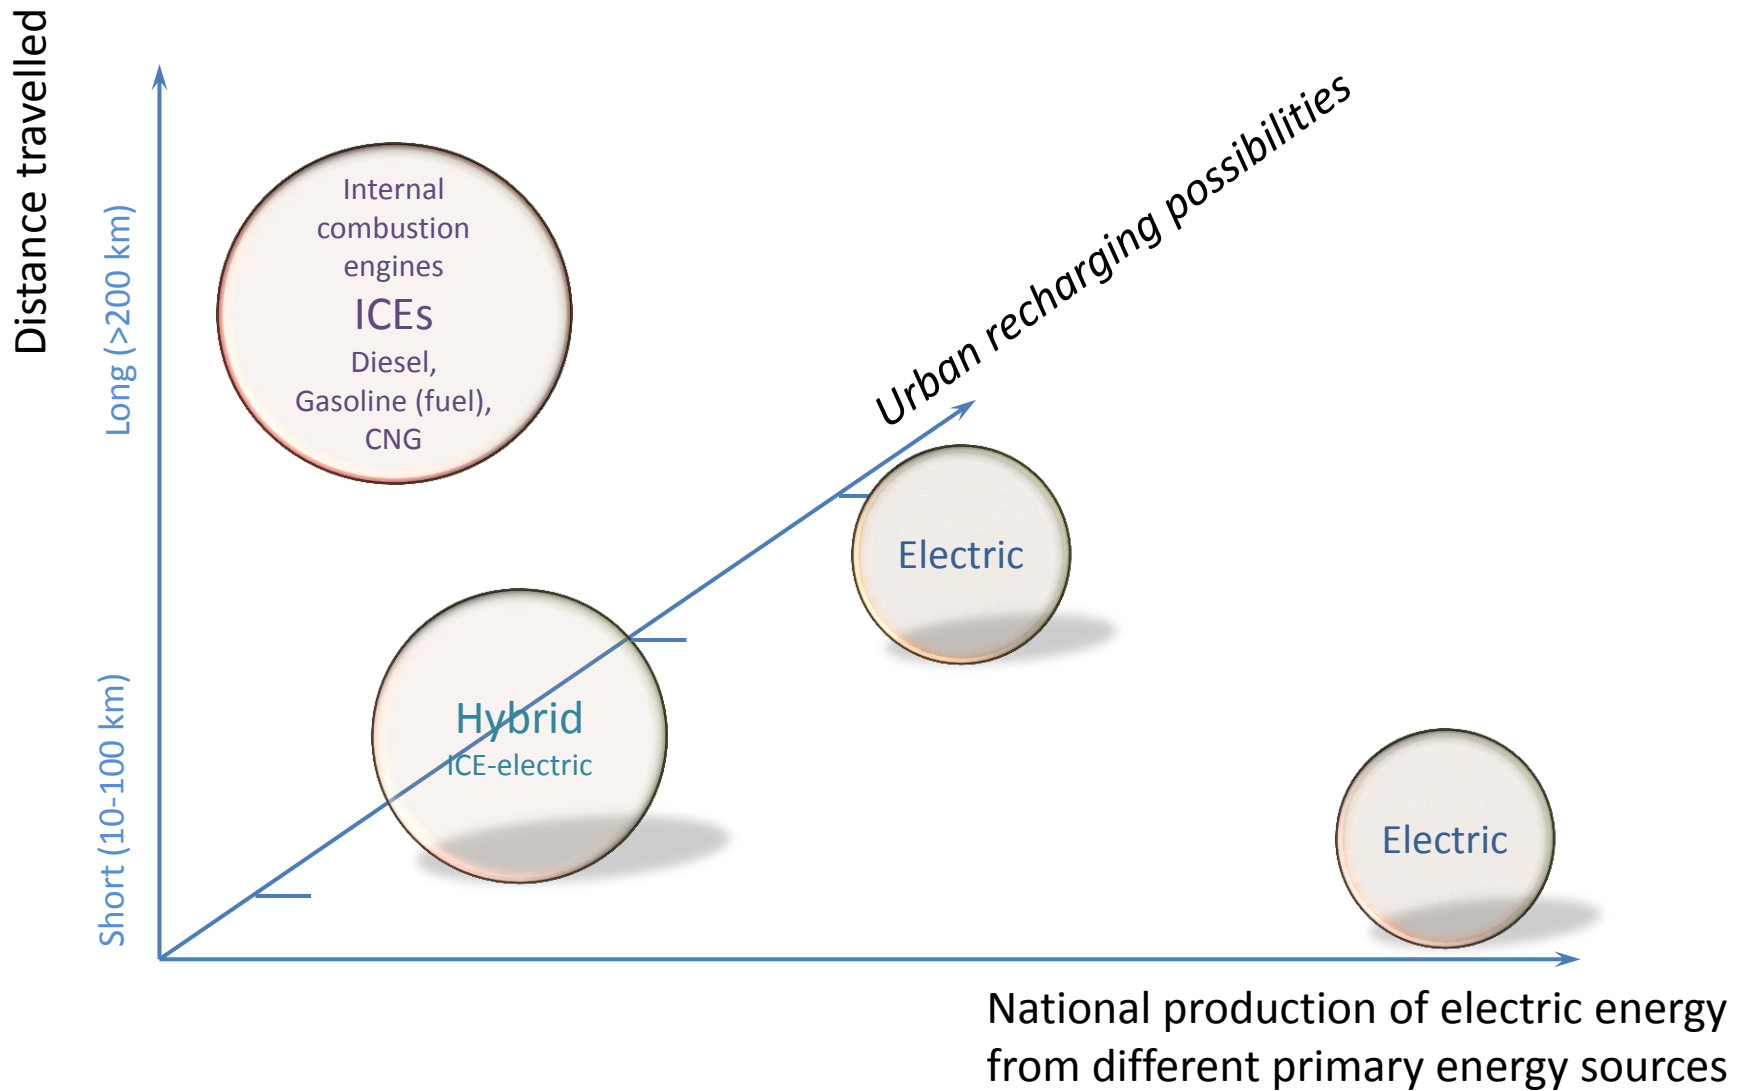 Distance travelled
Long (>200 km)
Short (10-100 km)
Internal
combustion
engines
ICEs
Diesel,
Gasoline (fuel),
CNG
Urban recharging possibilities
Electric
Hybrid
ICE-electric
Electric
National production of electric energy
from different primary energy sources